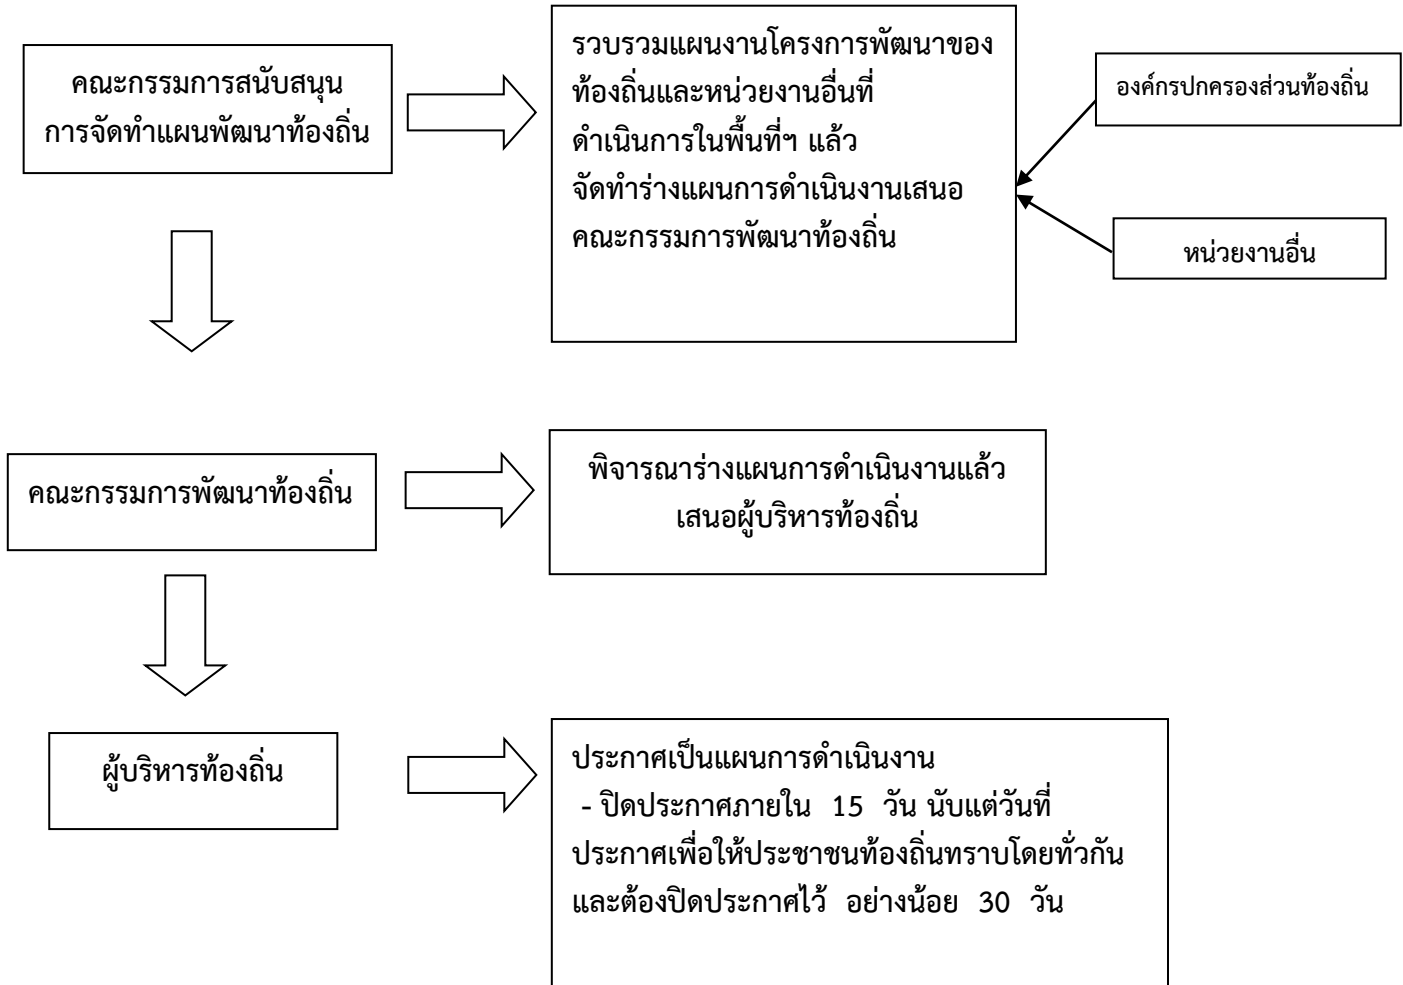 คณะกรรมการสนับสนุน
การจัดทำแผนพัฒนาท้องถิ่น
รวบรวมแผนงานโครงการพัฒนาของ
ท้องถิ่นและหน่วยงานอื่นที่
ดำเนินการในพื้นที่ฯ แล้ว
จัดทำร่างแผนการดำเนินงานเสนอ
คณะกรรมการพัฒนาท้องถิ่น
องค์กรปกครองส่วนท้องถิ่น
หน่วยงานอื่น
คณะกรรมการพัฒนาท้องถิ่น
พิจารณาร่างแผนการดำเนินงานแล้ว
เสนอผู้บริหารท้องถิ่น
ผู้บริหารท้องถิ่น
ประกาศเป็นแผนการดำเนินงาน
- ปิดประกาศภายใน 15 วัน นับแต่วันที่
ประกาศเพื่อให้ประชาชนท้องถิ่นทราบโดยทั่วกัน
และต้องปิดประกาศไว้ อย่างน้อย 30 วัน